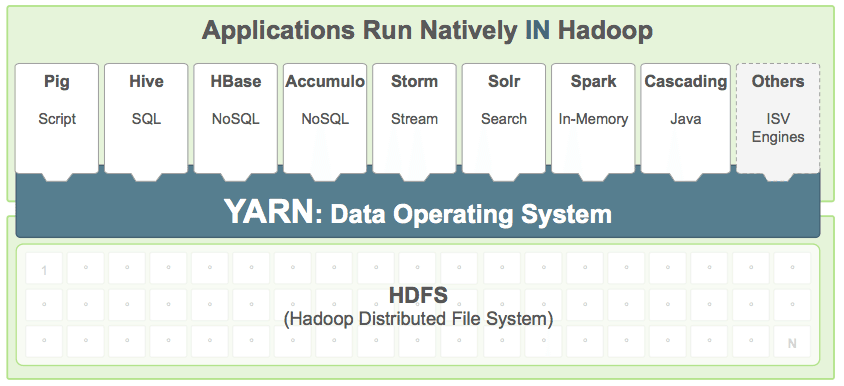 Applications Run Natively IN Hadoop
Pig Hive HBase Accumulo Storm Solr Spark Cascading Others
Script SQL NoSQL NoSQL Stream Search In-Memory Java ISV
Engines
YARN: Data Operating System
1
HDFS
(Hadoop Distributed File System)
N